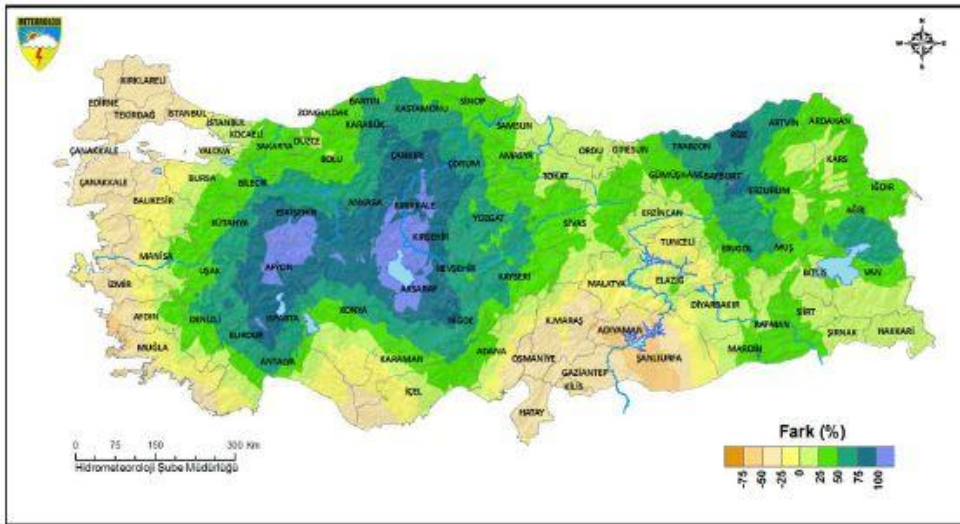 METEOROLOJİ
N
W E
S
KIRKLARELİ
EDİRNE
TEKİRDAĞ
İSTANBUL
İSTANBUL
KOCAELİ
YALOVA
ÇANAKKALE
ÇANAKKALE
BALIKESİR
BURSA
BİLECİK
SAKARYA
DÜZCE
BOLU
ZONGULDAK
BARTIN
KARABÜK
KASTAMONU
SİNOP
SAMSUN
ÇANKIRI
ÇORUM
AMASYA
TOKAT
ORDU
GİRESUN
TRABZON
RİZE
ARTVİN
ARDAHAN
KARS
IĞDIR
AĞRI
GÜMÜŞHANE
BAYBURT
ERZURUM
ERZİNCAN
KÜTAHYA
ESKİŞEHİR
ANKARA
KIRIKKALE
KIRŞEHİR
YOZGAT
SİVAS
TUNCELİ
BİNGÖL
MUŞ
MANİSA
UŞAK
AFYON
NEVŞEHİR
KAYSERİ
MALATYA
ELAZIĞ
BİTLİS
VAN
İZMİR
AKSARAY
DİYARBAKIR
AYDIN
DENİZLİ
ISPARTA
BURDUR
KONYA
NİĞDE
K.MARAŞ
ADIYAMAN
BATMAN
SİİRT
ŞIRNAK
HAKKARİ
MUĞLA
ANTALYA
KARAMAN
ADANA
OSMANİYE
ŞANLIURFA
MARDİN
GAZİANTEP
KİLİS
İÇEL
HATAY
0 75 150 300 Km
Hidrometeoroloji Şube Müdürlüğü
Fark (%)
-75 -50 -25 0 25 50 75 100